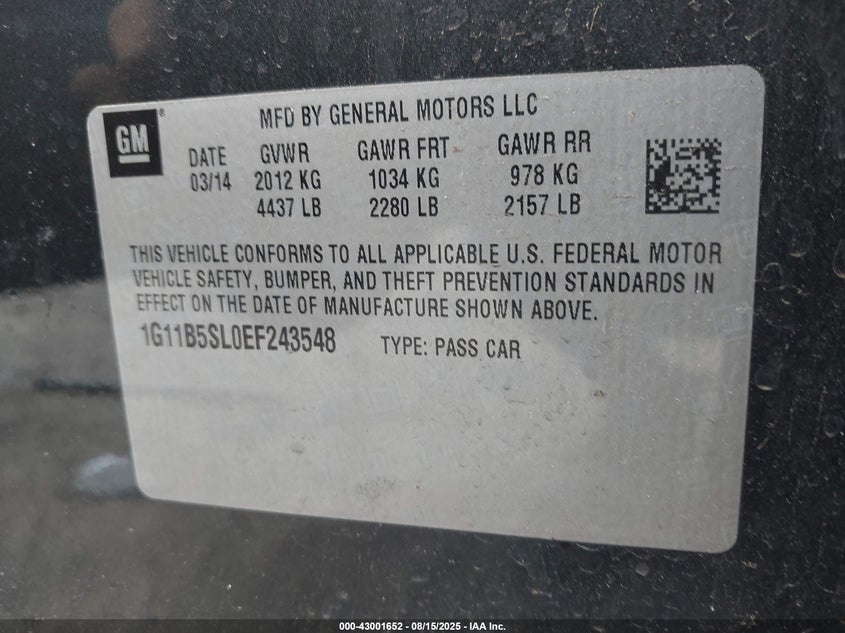 GM®
MFD BY GENERAL MOTORS LLC
DATE GVWR GAWR FRT GAWR RR
03/14 2012 KG 1034 KG 978 KG
4437 LB 2280 LB 2157 LB
THIS VEHICLE CONFORMS TO ALL APPLICABLE U.S. FEDERAL MOTOR
VEHICLE SAFETY, BUMPER, AND THEFT PREVENTION STANDARDS IN
EFFECT ON THE DATE OF MANUFACTURE SHOWN ABOVE.
1G11B5SL0EF243548 TYPE: PASS CAR
000-43001652 - 08/15/2025 - IAA Inc.